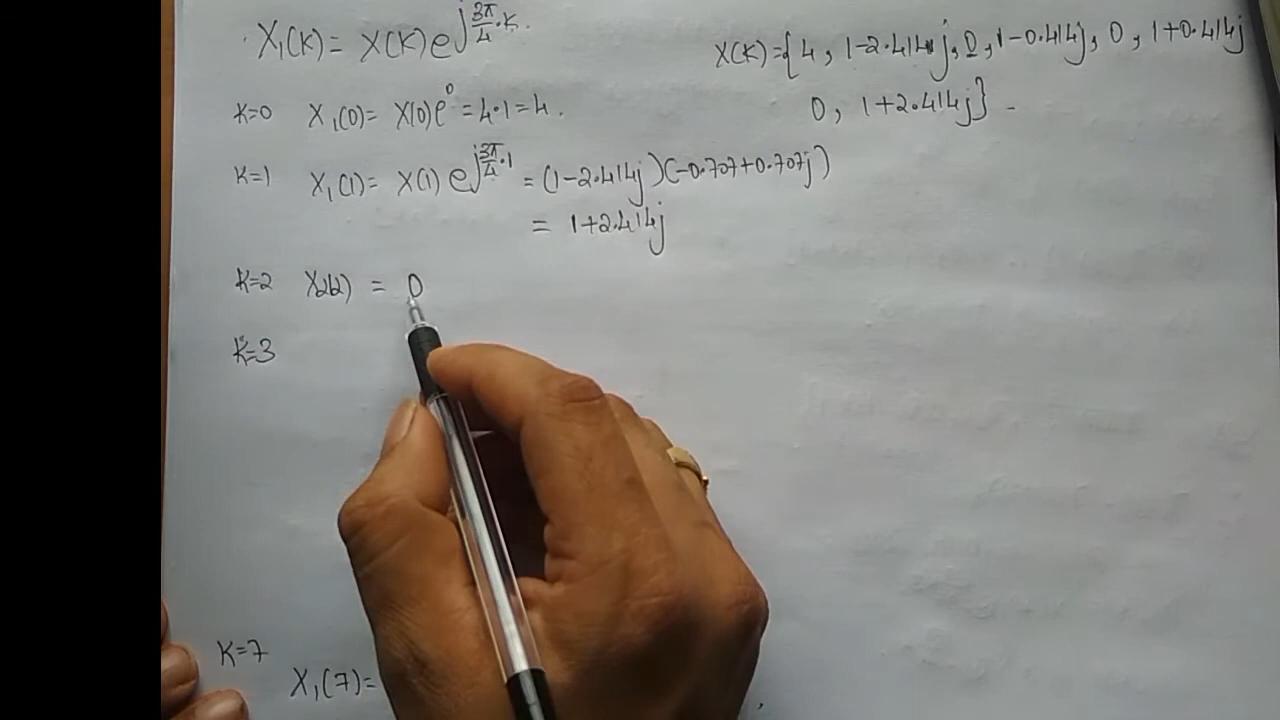 X₁(K) = X(K) e^{j 3π/4 · K}.
X(K) = {4, 1-2.414j, 0, 1-0.414j, 0, 1+0.414j
0, 1+2.414j}
K=0 X₁(0) = X(0) e^0 = 4·1 = 4.
K=1 X₁(1) = X(1) e^{j 3π/4 · 1} = (1-2.414j)(-0.707+0.707j)
= 1+2.414j
K=2 = 0
K=3
K=7
X₁(7)=